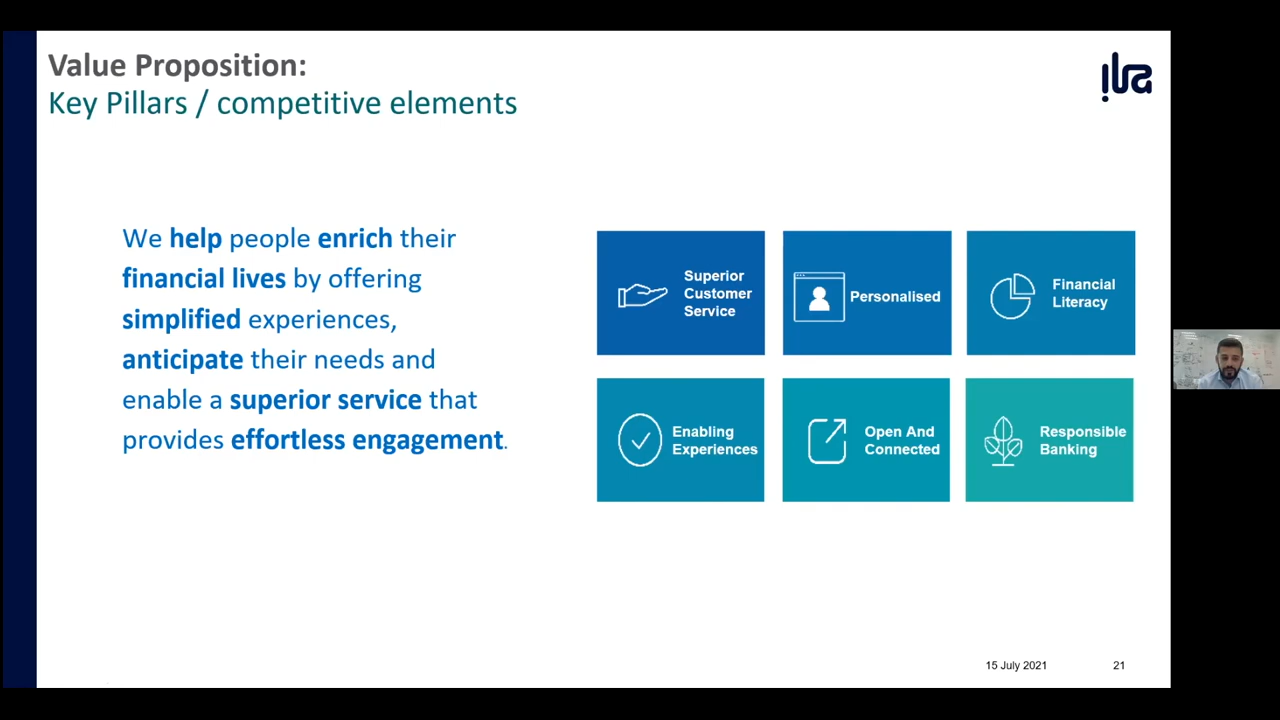 Value Proposition:
Key Pillars / competitive elements
ila
We help people enrich their
financial lives by offering
simplified experiences,
anticipate their needs and
enable a superior service that
provides effortless engagement.
Superior
Customer
Service
Personalised
Financial
Literacy
Enabling
Experiences
Open And
Connected
Responsible
Banking
15 July 2021
21